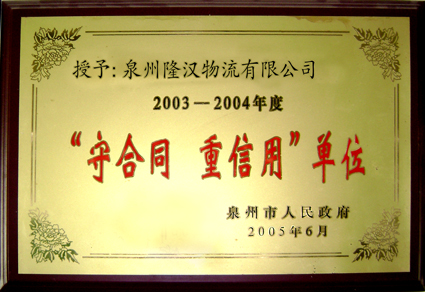 授予:泉州隆汉物流有限公司
2003—2004年度
“守合同 重信用”单位
泉州市人民政府
2005年6月